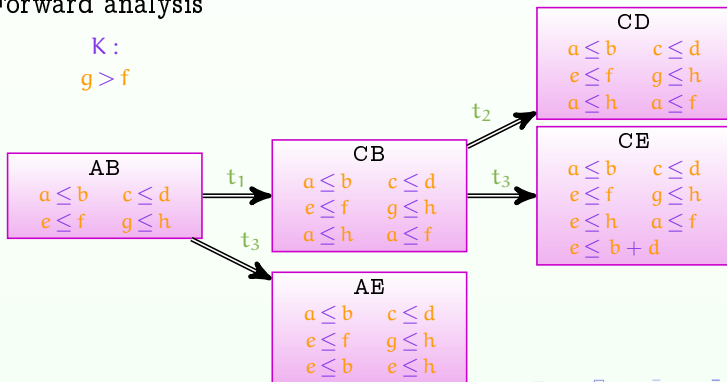 Forward analysis
K :
g > f
AB
a ≤ b c ≤ d
e ≤ f g ≤ h
t₁
t₃
CB
a ≤ b c ≤ d
e ≤ f g ≤ h
a ≤ h a ≤ f
AE
a ≤ b c ≤ d
e ≤ f g ≤ h
e ≤ b e ≤ h
t₂
t₃
CD
a ≤ b c ≤ d
e ≤ f g ≤ h
a ≤ h a ≤ f
CE
a ≤ b c ≤ d
e ≤ f g ≤ h
e ≤ h a ≤ f
e ≤ b + d